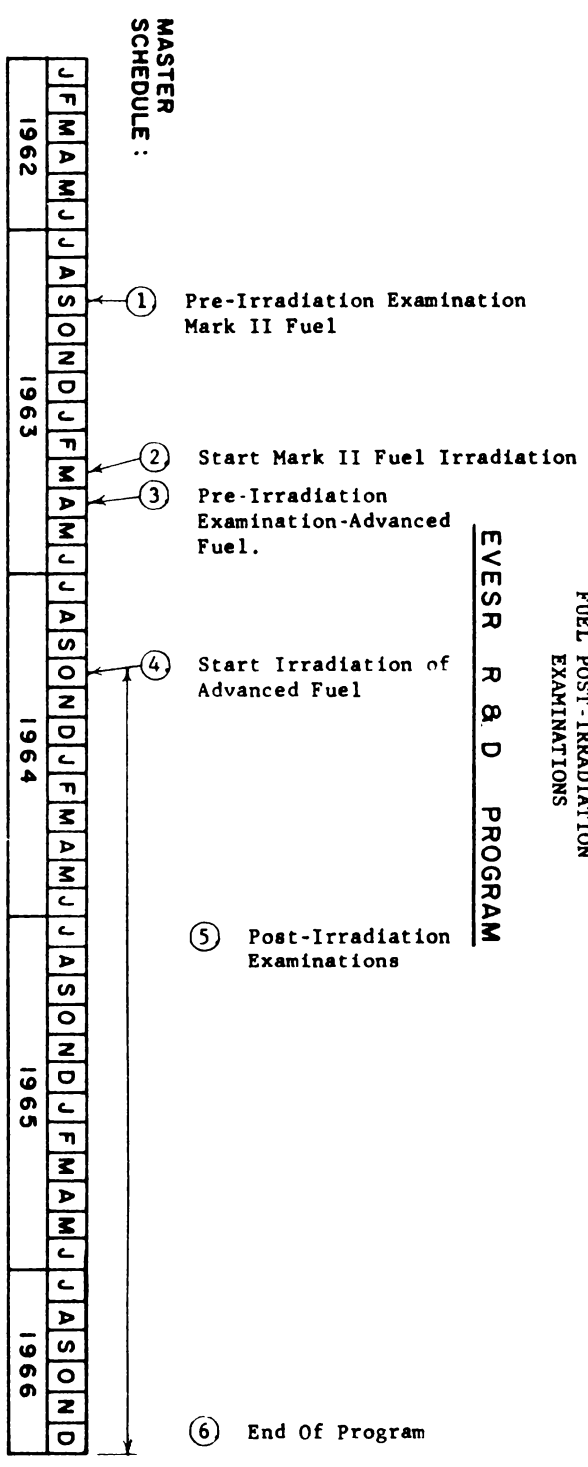 FUEL POST-IRRADIATION
EXAMINATIONS
EVESR R & D PROGRAM
MASTER
SCHEDULE :
J F M A M J J A S O N D J F M A M J J A S O N D J F M A M J J A S O N D J F M A M J J A S O N D
1962 1963 1964 1965 1966
1 Pre-Irradiation Examination
Mark II Fuel
2 Start Mark II Fuel Irradiation
3 Pre-Irradiation
Examination-Advanced
Fuel.
4 Start Irradiation of
Advanced Fuel
5 Post-Irradiation
Examinations
6 End Of Program